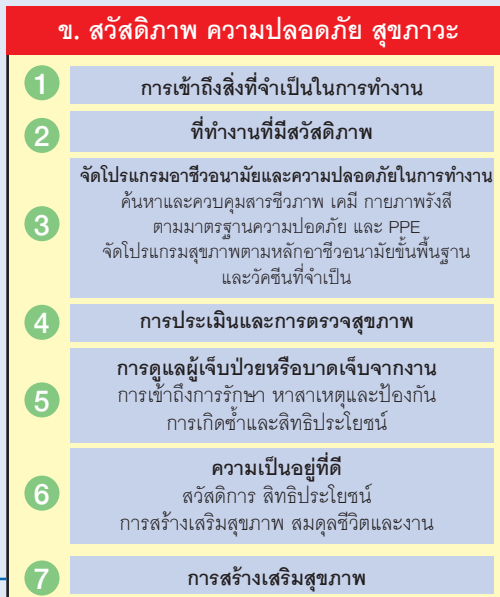 ข. สวัสดิภาพ ความปลอดภัย สุขภาวะ
1 การเข้าถึงสิ่งที่จำเป็นในการทำงาน
2 ที่ทำงานที่มีสวัสดิภาพ
จัดโปรแกรมอาชีวอนามัยและความปลอดภัยในการทำงาน
ค้นหาและควบคุมสารชีวภาพ เคมี กายภาพรังสี
3 ตามมาตรฐานความปอดภัย และ PPE
จัดโปรแกรมสุขภาพตามหลักอาชีวอนามัยขั้นพื้นฐาน
และวัคซีนที่จำเป็น
4 การประเมินและการตรวจสุขภาพ
การดูแลผู้เจ็บป่วยหรือบาดเจ็บจากงาน
5 การเข้าถึงการรักษา หาสาเหตุและป้องกัน
การเกิดซ้ำและสิทธิประโยชน์
ความเป็นอยู่ที่ดี
6 สวัสดิการ สิทธิประโยชน์
การสร้างเสริมสุขภาพ สมดุลชีวิตและงาน
7 การสร้างเสริมสุขภาพ